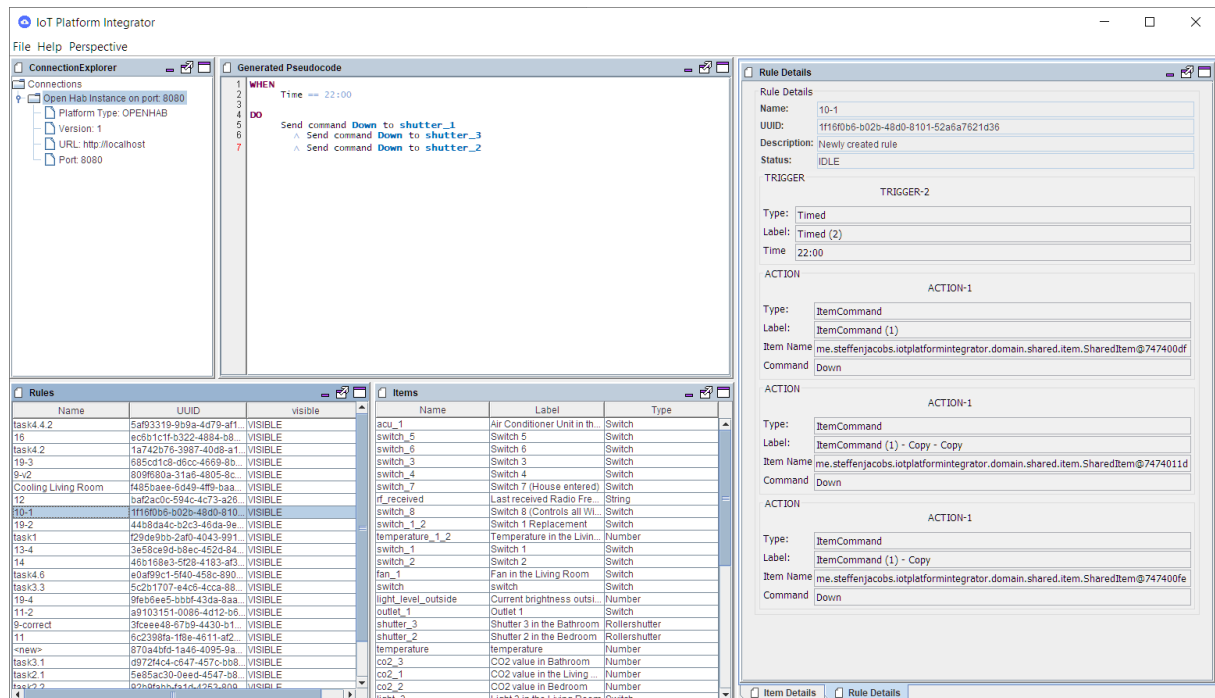 IoT Platform Integrator
File Help Perspective
ConnectionExplorer
Connections
Open Hab Instance on port: 8080
Platform Type: OPENHAB
Version: 1
URL: http://localhost
Port: 8080
Generated Pseudocode
1 WHEN
2 Time == 22:00
3
4 DO
5 Send command Down to shutter_1
6 ∧ Send command Down to shutter_3
7 ∧ Send command Down to shutter_2
Rules
Name UUID visible
task4.4.2 5af93319-9b9a-4d79-af1... VISIBLE
16 ec6b1c1f-b322-4884-b8... VISIBLE
task4.2 1a742b76-3987-40d8-a1... VISIBLE
19-3 685cd1c8-d6cc-4669-8b... VISIBLE
9-v2 809f680a-31a6-4805-8c... VISIBLE
Cooling Living Room f485baee-6d49-4ff9-baa... VISIBLE
12 baf2ac0c-594c-4c73-a26... VISIBLE
10-1 1f16f0b6-b02b-48d0-810... VISIBLE
19-2 44b8da4c-b2c3-46da-9e... VISIBLE
task1 f29de9bb-2af0-4043-991... VISIBLE
13-4 3e58ce9d-b8ec-452d-84... VISIBLE
14 46b168e3-5f28-4183-af3... VISIBLE
task4.6 e0af99c1-5f40-458c-890... VISIBLE
task3.3 5c2b1707-e4c6-4cca-88... VISIBLE
19-4 9feb6ee5-bbbf-43da-8aa... VISIBLE
11-2 a9103151-0086-4d12-b6... VISIBLE
9-correct 3fceee48-67b9-4430-b1... VISIBLE
11 6c2398fa-1f8e-4611-af2... VISIBLE
<new> 870a4bfd-1a46-4095-9a... VISIBLE
task3.1 d972f4c4-c647-457c-bb8... VISIBLE
task2.1 5e85ac30-0eed-4547-b8... VISIBLE
task2.2 92b9fabb-fa1d-4253-809... VISIBLE
Items
Name Label Type
acu_1 Air Conditioner Unit in th... Switch
switch_5 Switch 5 Switch
switch_6 Switch 6 Switch
switch_3 Switch 3 Switch
switch_4 Switch 4 Switch
switch_7 Switch 7 (House entered) Switch
rf_received Last received Radio Fre... String
switch_8 Switch 8 (Controls all Wi... Switch
switch_1_2 Switch 1 Replacement Switch
temperature_1_2 Temperature in the Livin... Number
switch_1 Switch 1 Switch
switch_2 Switch 2 Switch
fan_1 Fan in the Living Room Switch
switch switch Switch
light_level_outside Current brightness outsi... Number
outlet_1 Outlet 1 Switch
shutter_3 Shutter 3 in the Bathroom Rollershutter
shutter_2 Shutter 2 in the Bedroom Rollershutter
temperature temperature Number
co2_3 CO2 value in Bathroom Number
co2_1 CO2 value in the Living ... Number
co2_2 CO2 value in Bedroom Number
Rule Details
Rule Details
Name: 10-1
UUID: 1f16f0b6-b02b-48d0-8101-52a6a7621d36
Description: Newly created rule
Status: IDLE
TRIGGER
TRIGGER-2
Type: Timed
Label: Timed (2)
Time 22:00
ACTION
ACTION-1
Type: ItemCommand
Label: ItemCommand (1)
Item Name me.steffenjacobs.iotplatformintegrator.domain.shared.item.SharedItem@747400df
Command Down
ACTION
ACTION-1
Type: ItemCommand
Label: ItemCommand (1) - Copy - Copy
Item Name me.steffenjacobs.iotplatformintegrator.domain.shared.item.SharedItem@7474011d
Command Down
ACTION
ACTION-1
Type: ItemCommand
Label: ItemCommand (1) - Copy
Item Name me.steffenjacobs.iotplatformintegrator.domain.shared.item.SharedItem@747400fe
Command Down
Item Details Rule Details